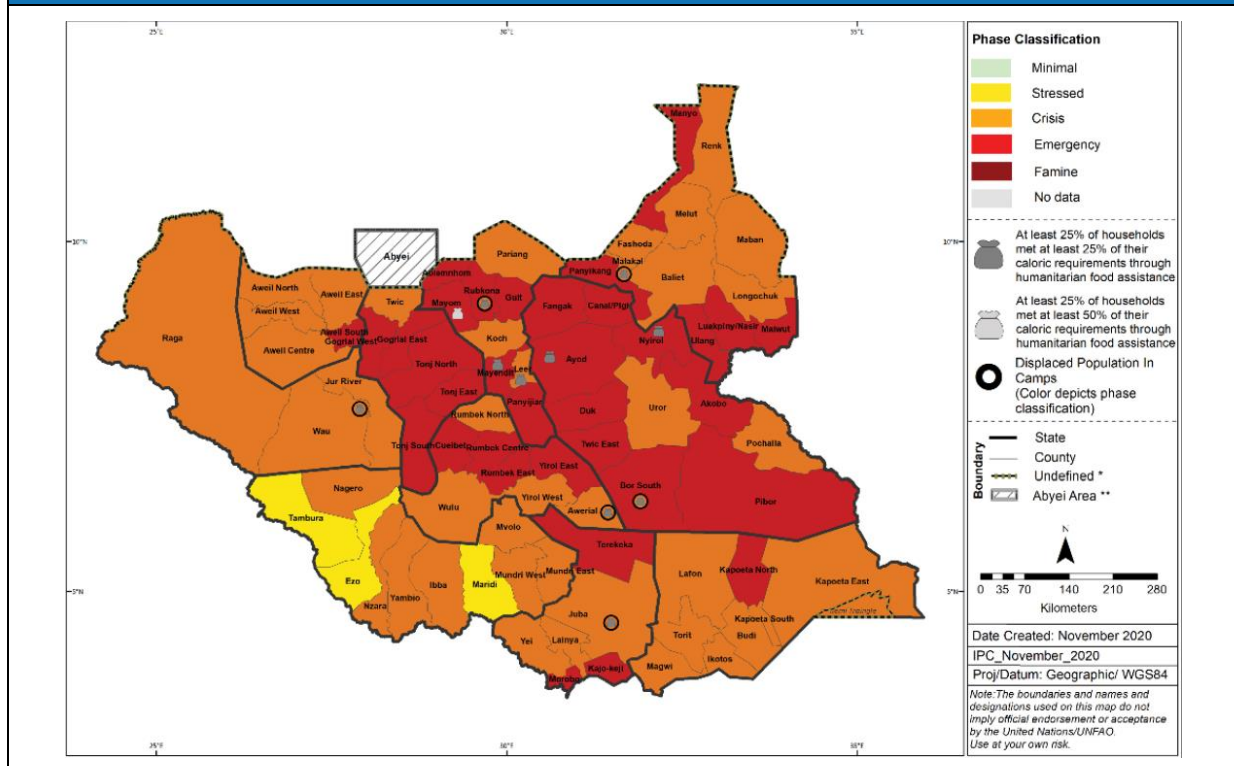 25°E
30°E
35°E
10°N
10°N
5°N
5°N
25°E
30°E
35°E
Manyo
Renk
Melut
Maban
Fashoda
Malakal
Baliet
Longochuk
Panyikang
Pariang
Abyei
Rubkona
Guit
Mayom
Aweil North
Aweil East
Aweil West
Aweil South
Aweil Centre
Twic
Gogrial West
Gogrial East
Raga
Koch
Fangak
Canal/Pigi
Nyirol
Luakpiny/Nasir
Maiwut
Ulang
Tonj North
Mayendit
Leer
Ayod
Jur River
Tonj East
Panyijiar
Duk
Uror
Akobo
Wau
Rumbek North
Pochalla
Tonj South
Cueibet
Rumbek Centre
Twic East
Rumbek East
Yirol East
Bor South
Pibor
Nagero
Wulu
Yirol West
Awerial
Tambura
Mvolo
Terekeka
Ezo
Ibba
Maridi
Mundri West
Lafon
Kapoeta North
Kapoeta East
Nzara
Yambio
Juba
Kapoeta South
Yei
Lainya
Torit
Budi
Magwi
Ikotos
Morobo
Kajo-keji
Phase Classification
Minimal
Stressed
Crisis
Emergency
Famine
No data
At least 25% of households
met at least 25% of their
caloric requirements through
humanitarian food assistance
At least 25% of households
met at least 50% of their
caloric requirements through
humanitarian food assistance
Displaced Population In
Camps
(Color depicts phase
classification)
Boundary
State
County
Undefined *
Abyei Area **
N
0 35 70 140 210 280
Kilometers
Date Created: November 2020
IPC_November_2020
Proj/Datum: Geographic/ WGS84
Note:The boundaries and names and
designations used on this map do not
imply official endorsement or acceptance
by the United Nations/UNFAO.
Use at your own risk.